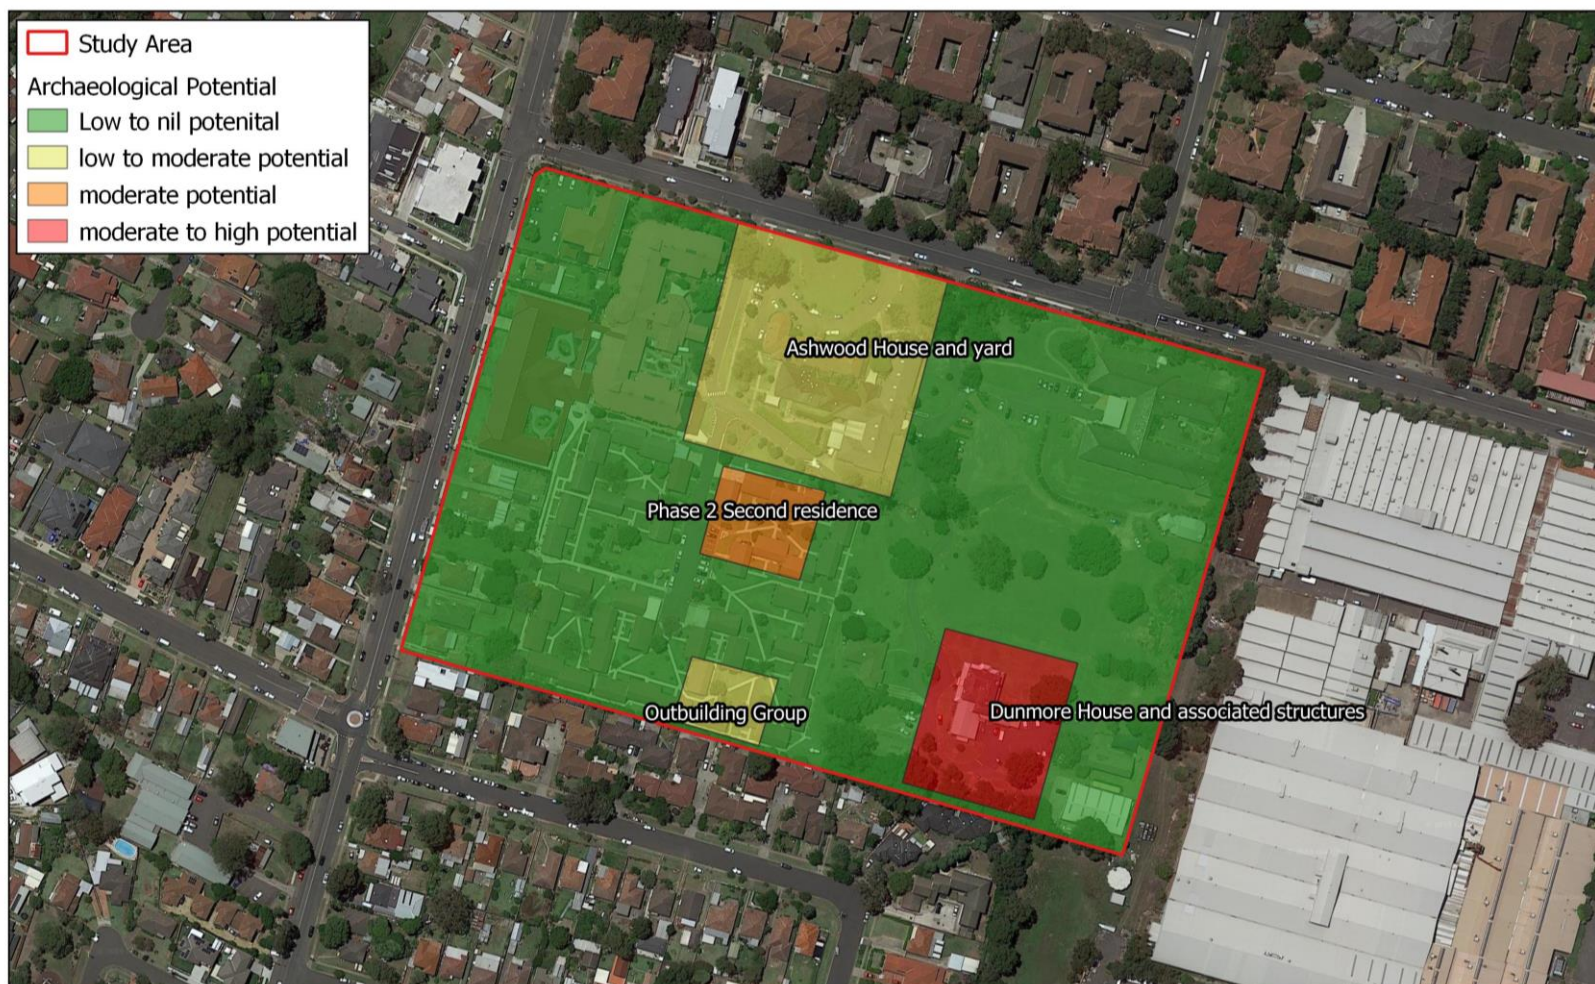 Study Area
Archaeological Potential
Low to nil potenital
low to moderate potential
moderate potential
moderate to high potential
Ashwood House and yard
Phase 2 Second residence
Outbuilding Group
Dunmore House and associated structures